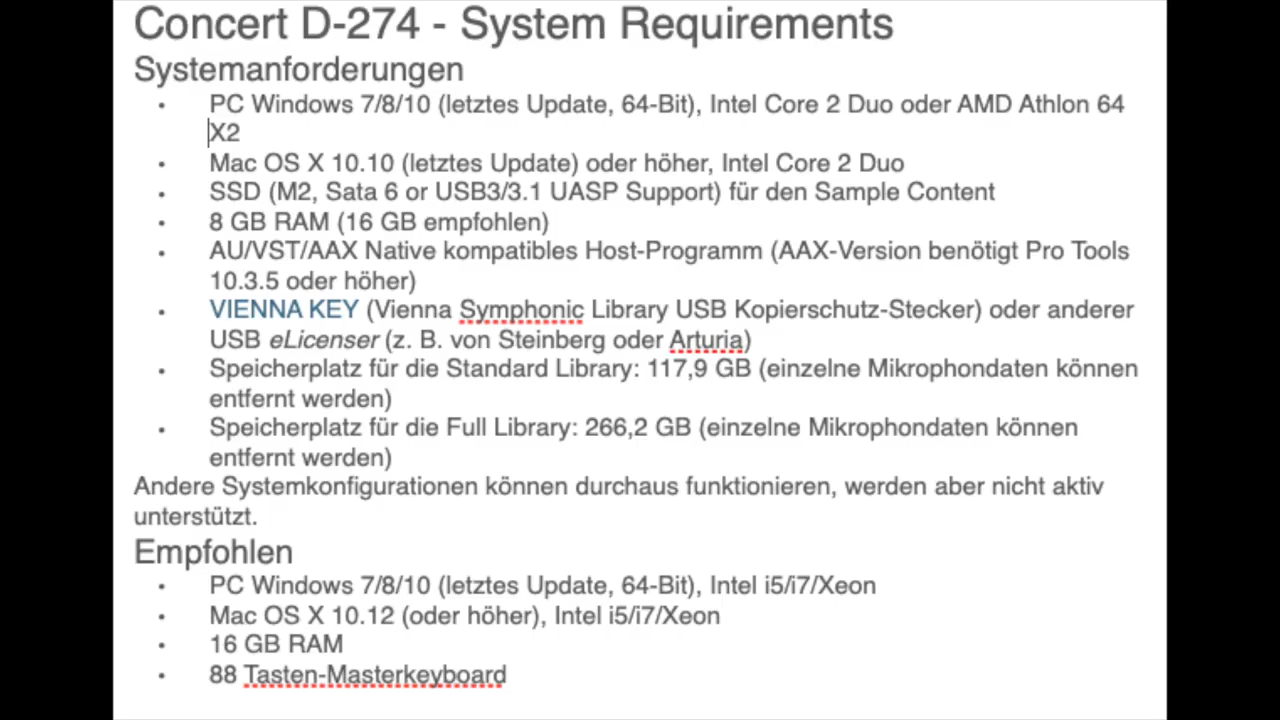 Concert D-274 - System Requirements
Systemanforderungen
• PC Windows 7/8/10 (letztes Update, 64-Bit), Intel Core 2 Duo oder AMD Athlon 64
X2
• Mac OS X 10.10 (letztes Update) oder höher, Intel Core 2 Duo
• SSD (M2, Sata 6 or USB3/3.1 UASP Support) für den Sample Content
• 8 GB RAM (16 GB empfohlen)
• AU/VST/AAX Native kompatibles Host-Programm (AAX-Version benötigt Pro Tools
10.3.5 oder höher)
• VIENNA KEY (Vienna Symphonic Library USB Kopierschutz-Stecker) oder anderer
USB eLicenser (z. B. von Steinberg oder Arturia)
• Speicherplatz für die Standard Library: 117,9 GB (einzelne Mikrophondaten können
entfernt werden)
• Speicherplatz für die Full Library: 266,2 GB (einzelne Mikrophondaten können
entfernt werden)
Andere Systemkonfigurationen können durchaus funktionieren, werden aber nicht aktiv
unterstützt.
Empfohlen
• PC Windows 7/8/10 (letztes Update, 64-Bit), Intel i5/i7/Xeon
• Mac OS X 10.12 (oder höher), Intel i5/i7/Xeon
• 16 GB RAM
• 88 Tasten-Masterkeyboard